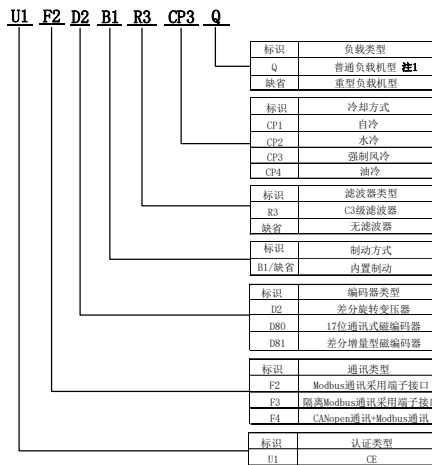 U1 F2 D2 B1 R3 CP3 Q
标识 负载类型
Q 普通负载机型 注1
缺省 重型负载机型
标识 冷却方式
CP1 自冷
CP2 水冷
CP3 强制风冷
CP4 油冷
标识 滤波器类型
R3 C3级滤波器
缺省 无滤波器
标识 制动方式
B1/缺省 内置制动
标识 编码器类型
D2 差分旋转变压器
D80 17位通讯式磁编码器
D81 差分增量型磁编码器
标识 通讯类型
F2 Modbus通讯采用端子接口
F3 隔离Modbus通讯采用端子接口
F4 CANopen通讯+Modbus通讯
标识 认证类型
U1 CE